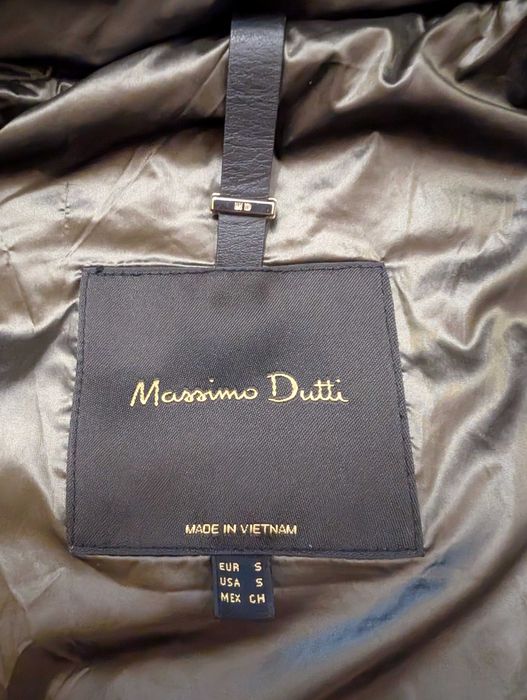 Massimo Dutti
MADE IN VIETNAM
EUR S
USA S
MEX CH